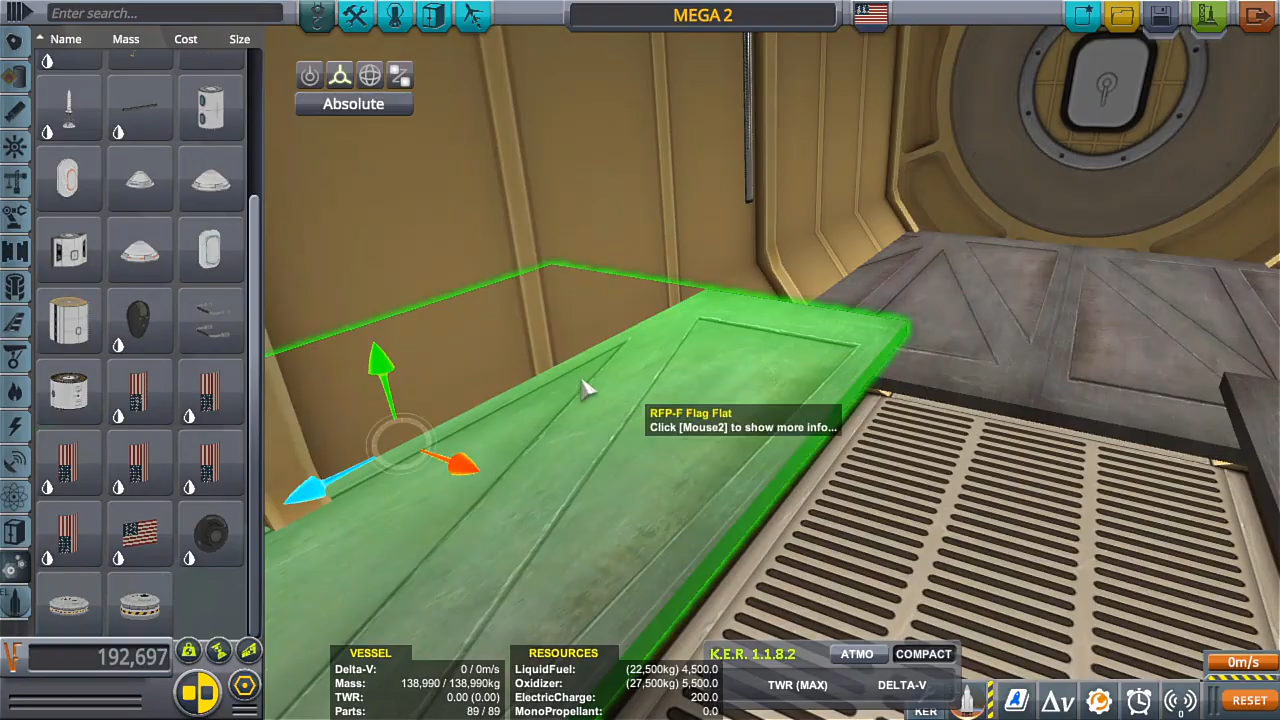 Enter search...
MEGA 2
Name Mass Cost Size
Absolute
RFP-F Flag Flat
Click [Mouse2] to show more info...
192,697
VESSEL
Delta-V: 0 / 0m/s
Mass: 138,990 / 138,990kg
TWR: 0.00 (0.00)
Parts: 89 / 89
RESOURCES
LiquidFuel: (22,500kg) 4,500.0
Oxidizer: (27,500kg) 5,500.0
ElectricCharge: 200.0
MonoPropellant: 0.0
K.E.R. 1.1.8.2 ATMO COMPACT
TWR (MAX) DELTA-V
KER
Δv
0m/s
RESET